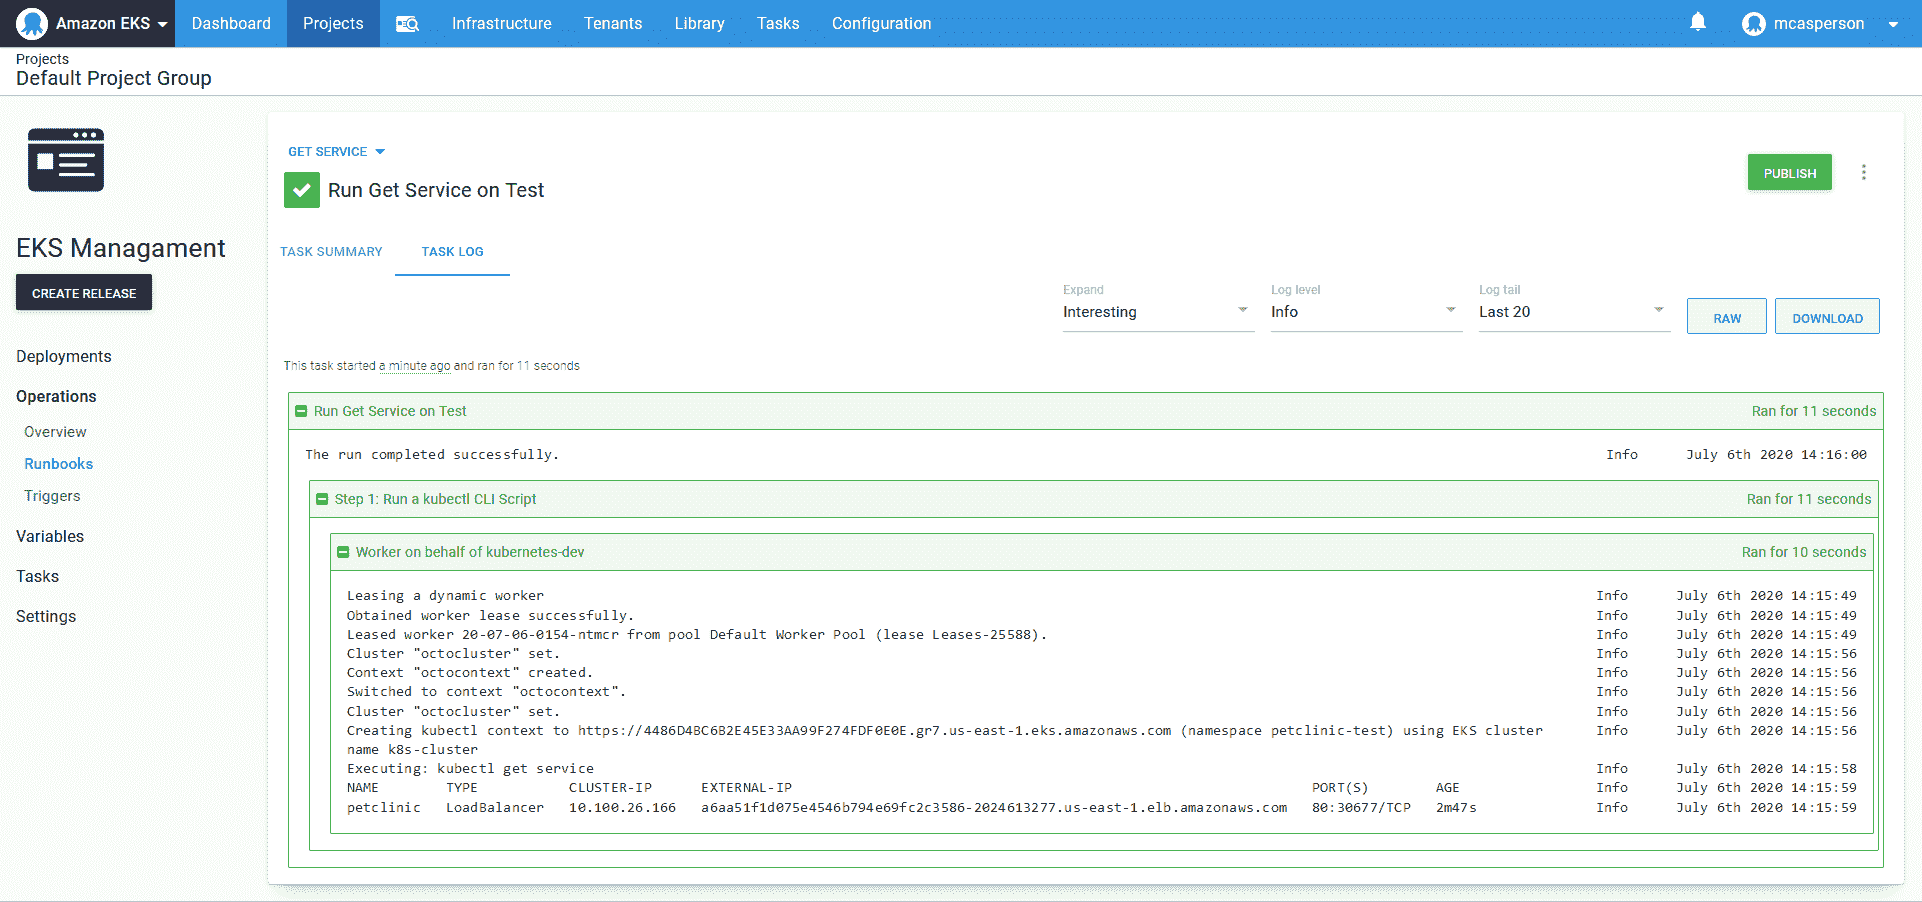 Amazon EKS Dashboard Projects Infrastructure Tenants Library Tasks Configuration mcasperson
Projects
Default Project Group
EKS Managament
CREATE RELEASE
Deployments
Operations
Overview
Runbooks
Triggers
Variables
Tasks
Settings
GET SERVICE
Run Get Service on Test
PUBLISH
TASK SUMMARY TASK LOG
Expand Log level Log tail
Interesting Info Last 20 RAW DOWNLOAD
This task started a minute ago and ran for 11 seconds
Run Get Service on Test Ran for 11 seconds
The run completed successfully. Info July 6th 2020 14:16:00
Step 1: Run a kubectl CLI Script Ran for 11 seconds
Worker on behalf of kubernetes-dev Ran for 10 seconds
Leasing a dynamic worker Info July 6th 2020 14:15:49
Obtained worker lease successfully. Info July 6th 2020 14:15:49
Leased worker 20-07-06-0154-ntmcr from pool Default Worker Pool (lease Leases-25588). Info July 6th 2020 14:15:49
Cluster "octocluster" set. Info July 6th 2020 14:15:56
Context "octocontext" created. Info July 6th 2020 14:15:56
Switched to context "octocontext". Info July 6th 2020 14:15:56
Cluster "octocluster" set. Info July 6th 2020 14:15:56
Creating kubectl context to https://4486D4BC6B2E45E33AA99F274FDF0E0E.gr7.us-east-1.eks.amazonaws.com (namespace petclinic-test) using EKS cluster Info July 6th 2020 14:15:56
name k8s-cluster
Executing: kubectl get service Info July 6th 2020 14:15:58
NAME TYPE CLUSTER-IP EXTERNAL-IP PORT(S) AGE Info July 6th 2020 14:15:59
petclinic LoadBalancer 10.100.26.166 a6aa51f1d075e4546b794e69fc2c3586-2024613277.us-east-1.elb.amazonaws.com 80:30677/TCP 2m47s Info July 6th 2020 14:15:59